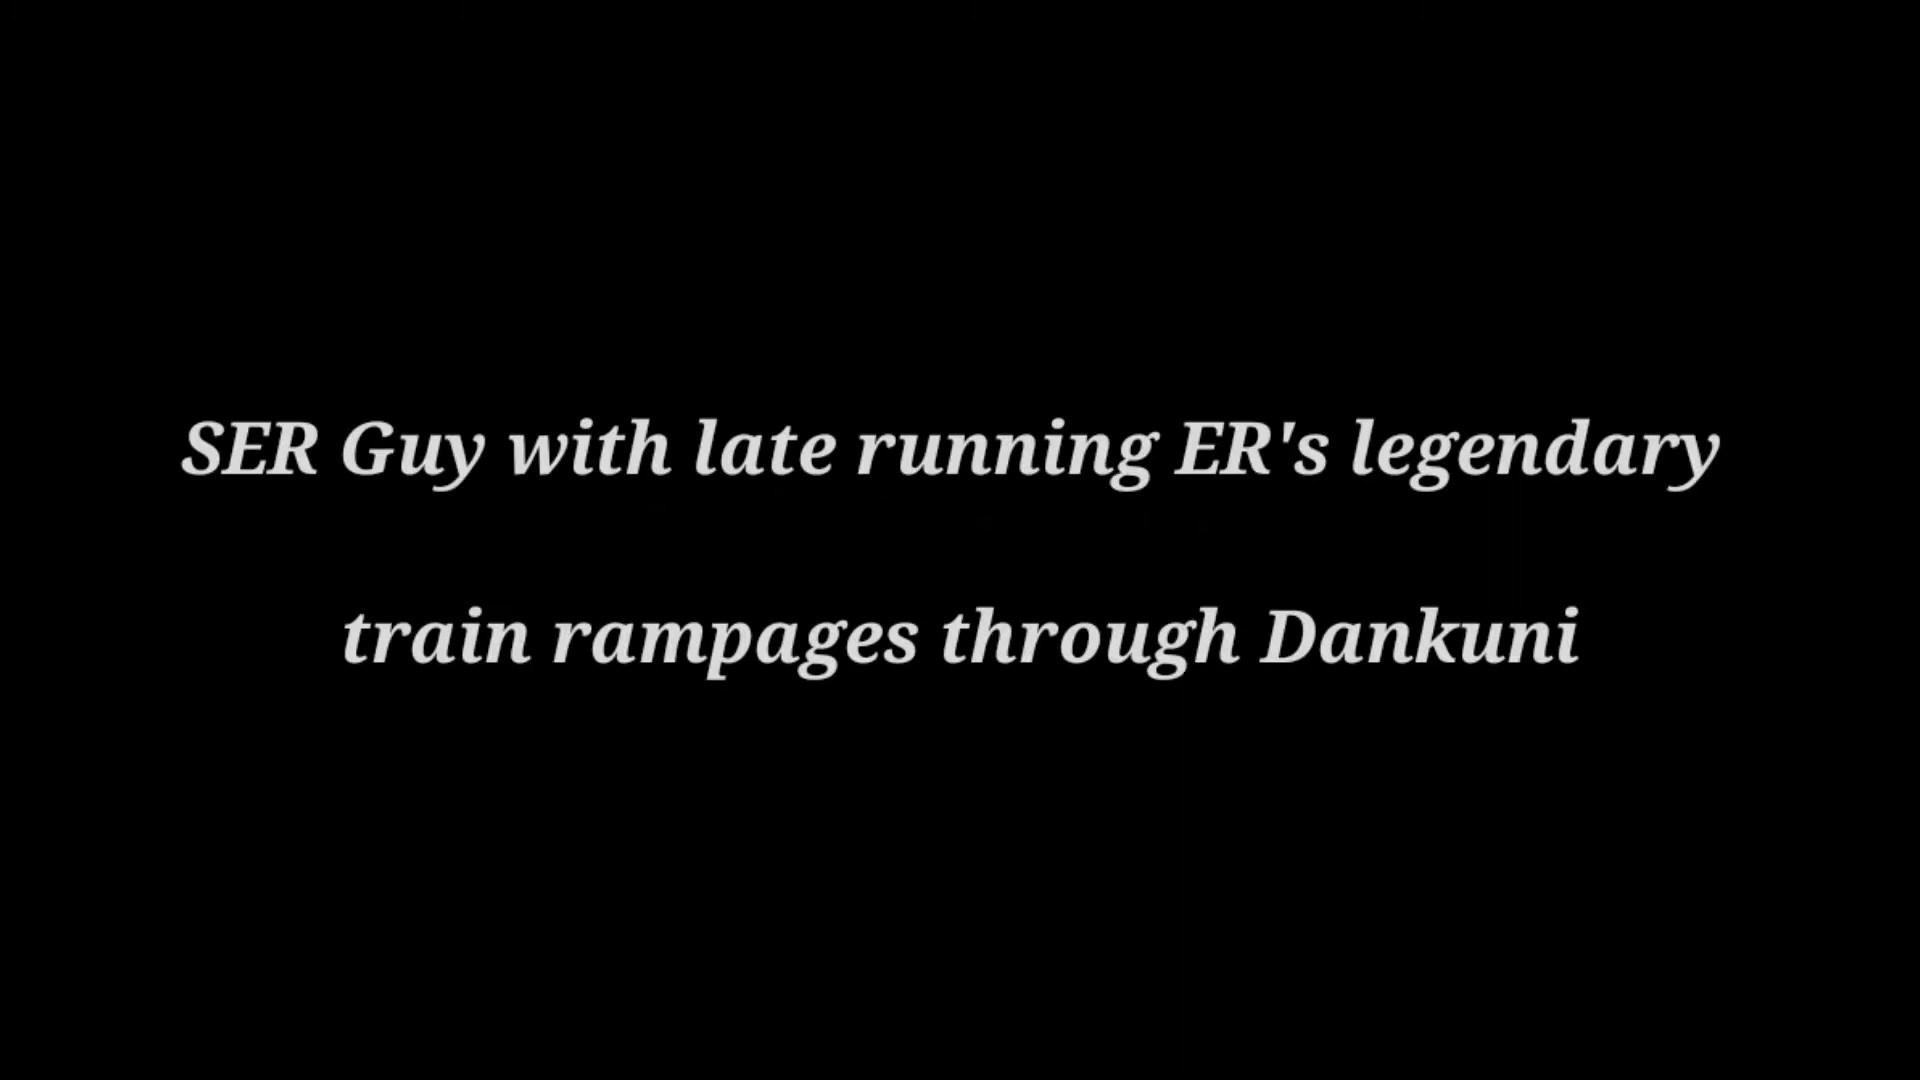 SER Guy with late running ER's legendary
train rampages through Dankuni